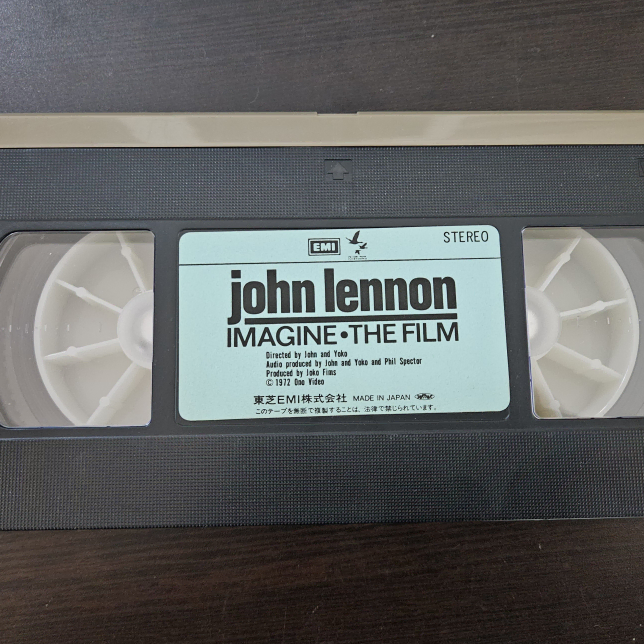 EMI
STEREO
john lennon
IMAGINE•THE FILM
Directed by John and Yoko
Audio produced by John and Yoko and Phil Spector
Produced by Joko Fims
© 1972 Ono Video
東芝EMI株式会社 MADE IN JAPAN
このテープを無断で複製することは、法律で禁じられています。